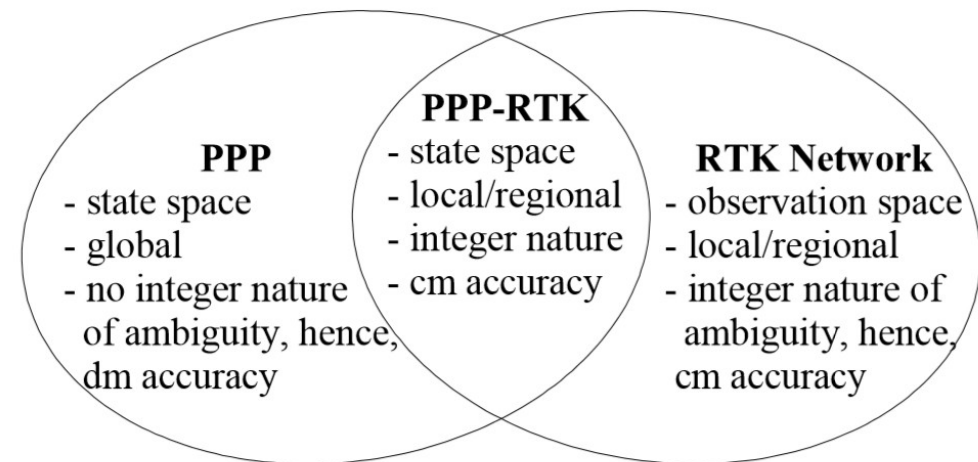 PPP
- state space
- global
- no integer nature
of ambiguity, hence,
dm accuracy
PPP-RTK
- state space
- local/regional
- integer nature
- cm accuracy
RTK Network
- observation space
- local/regional
- integer nature of
ambiguity, hence,
cm accuracy